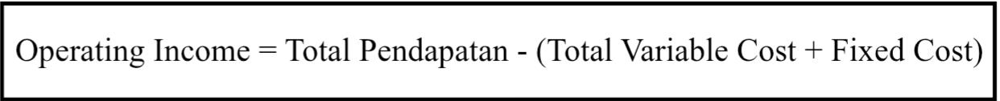 Operating Income = Total Pendapatan - (Total Variable Cost + Fixed Cost)